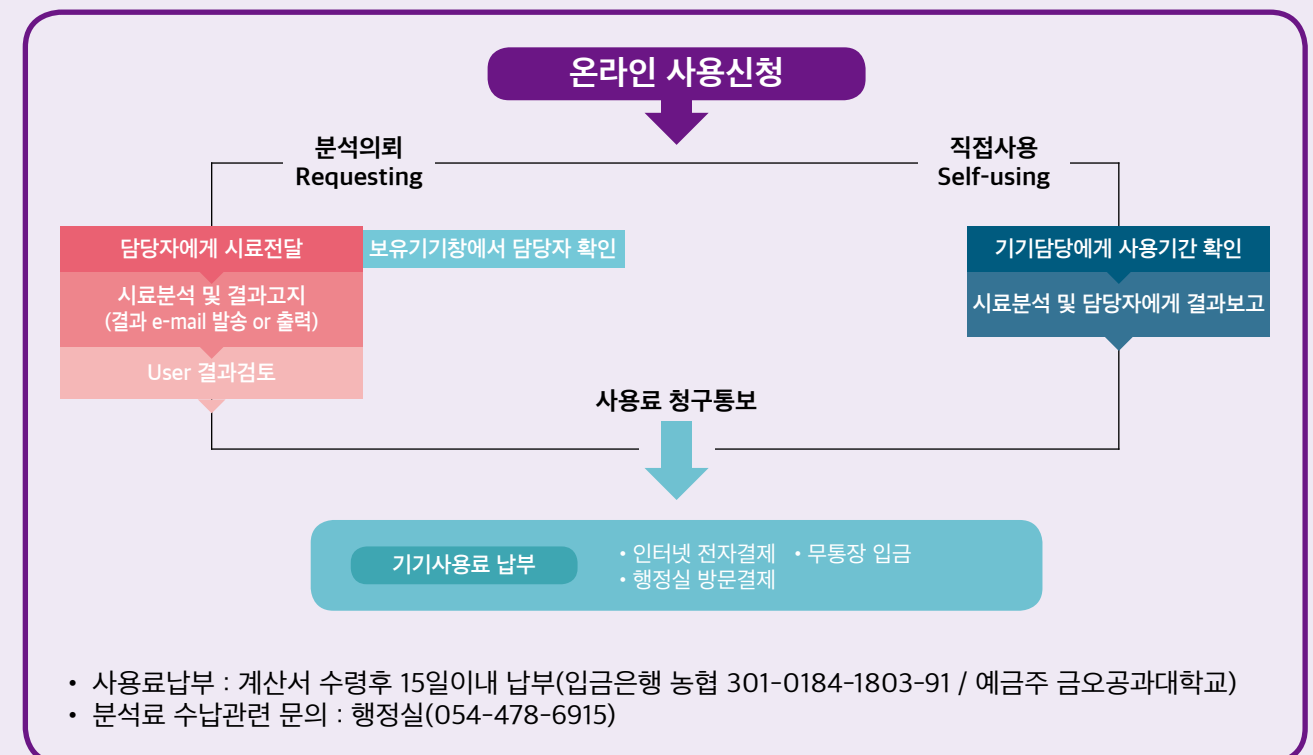 온라인 사용신청
분석의뢰
Requesting
직접사용
Self-using
담당자에게 시료전달
보유기기창에서 담당자 확인
시료분석 및 결과고지
(결과 e-mail 발송 or 출력)
User 결과검토
기기담당에게 사용기간 확인
시료분석 및 담당자에게 결과보고
사용료 청구통보
기기사용료 납부
• 인터넷 전자결제 • 무통장 입금
• 행정실 방문결제
• 사용료납부 : 계산서 수령후 15일이내 납부(입금은행 농협 301-0184-1803-91 / 예금주 금오공과대학교)
• 분석료 수납관련 문의 : 행정실(054-478-6915)